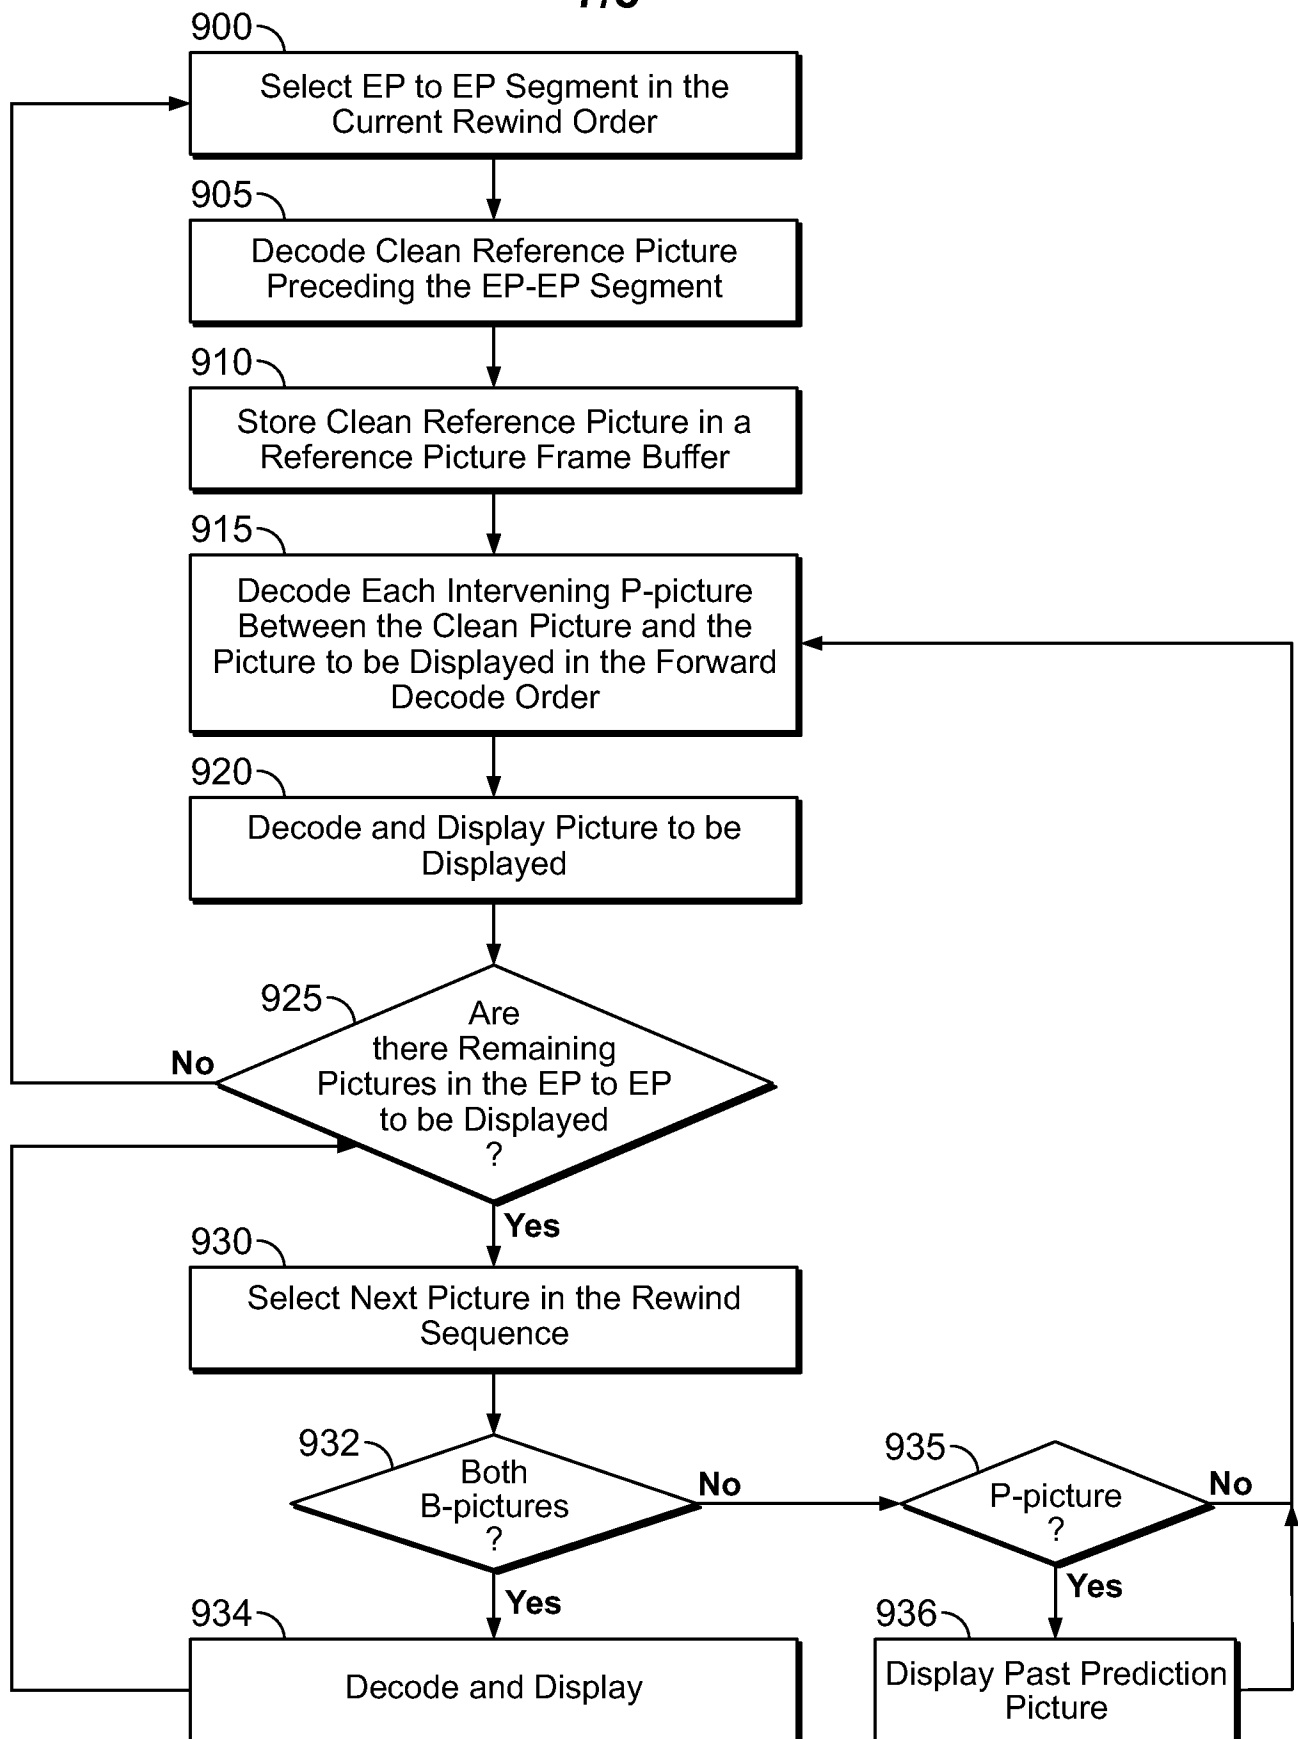 900
Select EP to EP Segment in the
Current Rewind Order
905
Decode Clean Reference Picture
Preceding the EP-EP Segment
910
Store Clean Reference Picture in a
Reference Picture Frame Buffer
915
Decode Each Intervening P-picture
Between the Clean Picture and the
Picture to be Displayed in the Forward
Decode Order
920
Decode and Display Picture to be
Displayed
925
Are
there Remaining
Pictures in the EP to EP
to be Displayed
?
No
Yes
930
Select Next Picture in the Rewind
Sequence
932
Both
B-pictures
?
No
Yes
935
P-picture
?
No
Yes
934
Decode and Display
936
Display Past Prediction
Picture